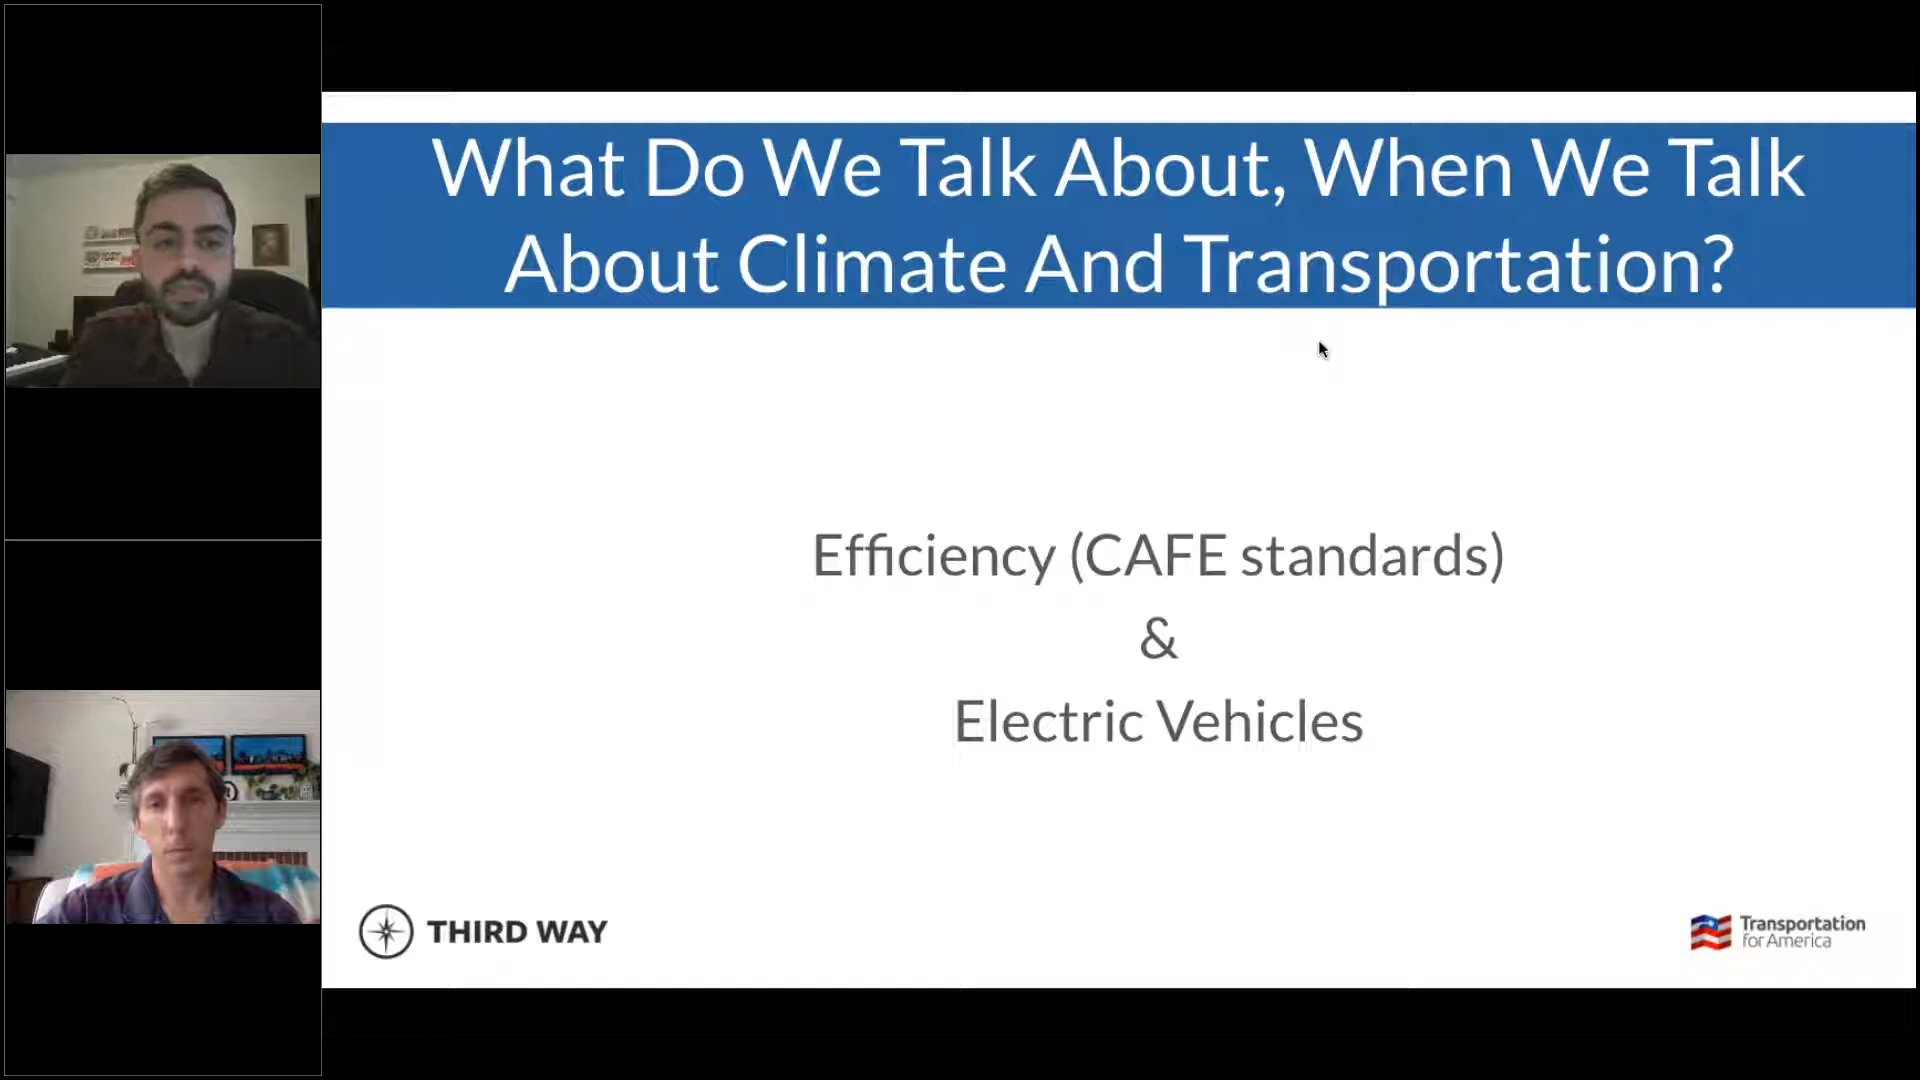 What Do We Talk About, When We Talk
About Climate And Transportation?
Efficiency (CAFE standards)
&
Electric Vehicles
THIRD WAY
Transportation
for America